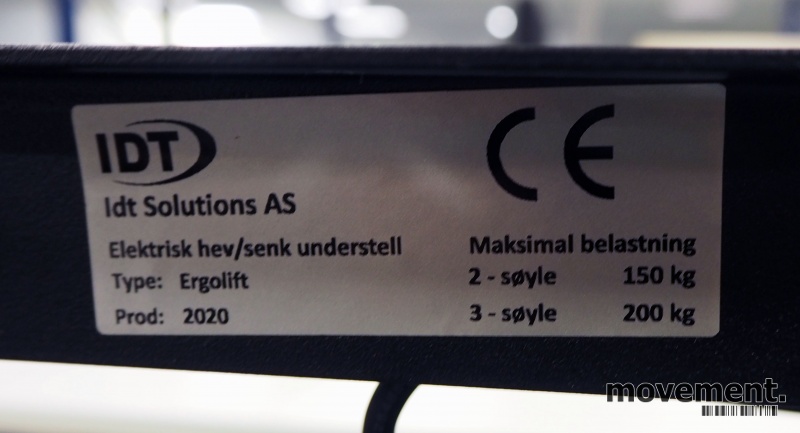 IDT
Idt Solutions AS
CE
Elektrisk hev/senk understell
Type: Ergolift
Prod: 2020
Maksimal belastning
2 - søyle 150 kg
3 - søyle 200 kg
movement.